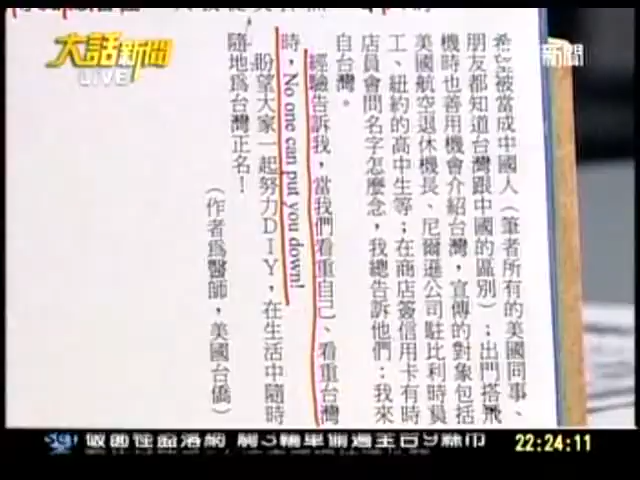 大話新聞
LIVE
新聞
希望被當成中國人（筆者所有的美國同事、
朋友都知道台灣跟中國的區別）；出門搭飛
機時也善用機會介紹台灣，宣傳的對象包括
美國航空退休機長、尼爾遜公司駐比利時員
工、紐約的高中生等；在商店簽信用卡有時
店員會問名字怎麼念，我總告訴他們：我來
自台灣。
經驗告訴我，當我們看重自己、看重台灣
時，No one can put you down!
盼望大家一起努力DIY，在生活中隨時
隨地為台灣正名！
（作者為醫師，美國台僑）
22:24:11